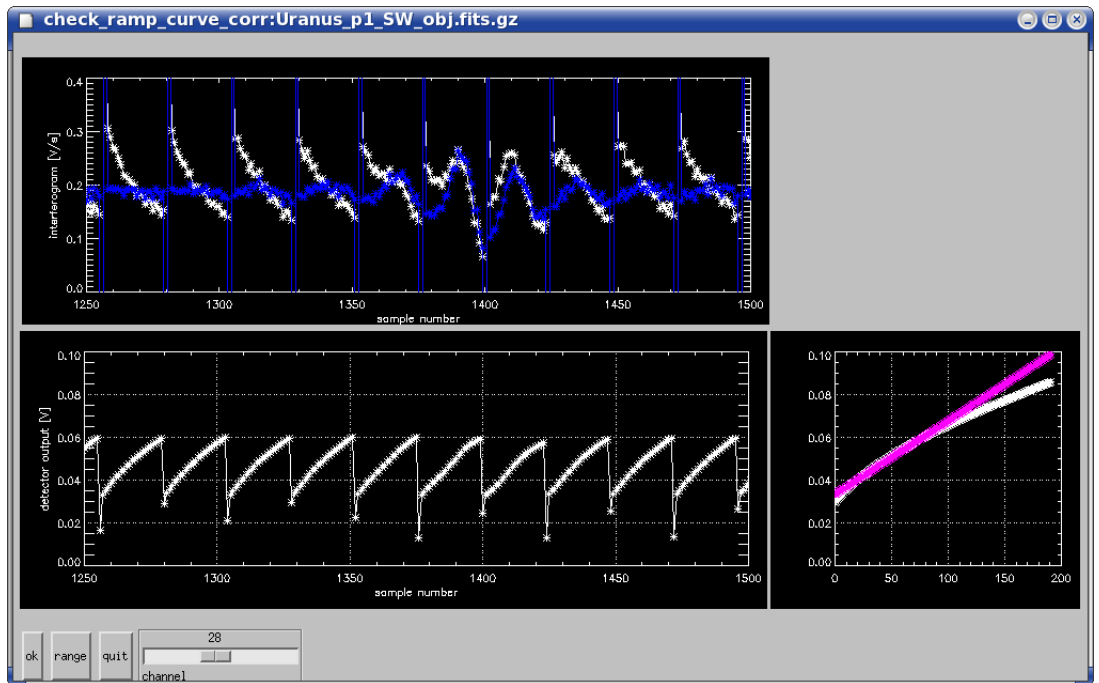 check_ramp_curve_corr:Uranus_p1_SW_obj.fits.gz
0.4
0.3
0.2
0.1
0.0
interferogram [V/s]
1250 1300 1350 1400 1450 1500
sample number
0.10
0.08
0.06
0.04
0.02
0.00
detector output [V]
1250 1300 1350 1400 1450 1500
sample number
0.10
0.08
0.06
0.04
0.02
0.00
0 50 100 150 200
ok range quit
28
channel